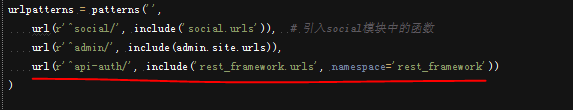 urlpatterns = patterns('',
    url(r'^social/', include('social.urls')),  # 引入social模块中的函数
    url(r'^admin/', include(admin.site.urls)),
    url(r'^api-auth/', include('rest_framework.urls', namespace='rest_framework'))
)